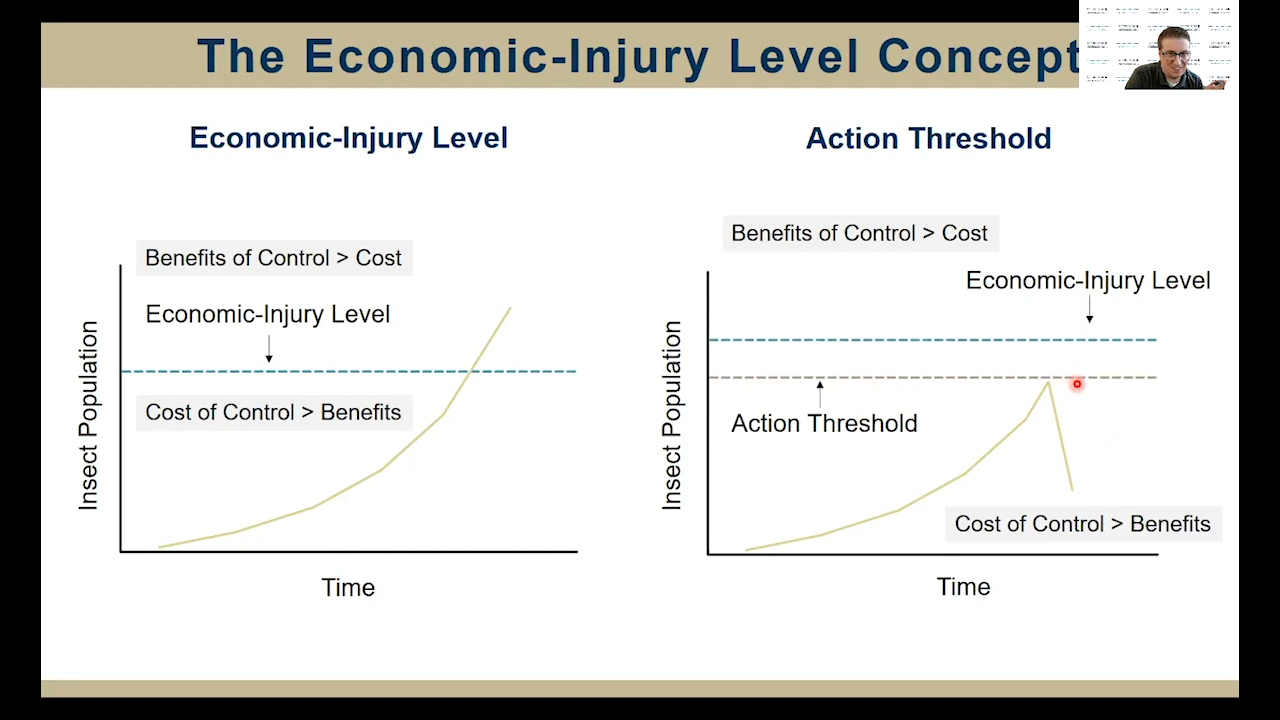 The Economic-Injury Level Concept
Economic-Injury Level
Benefits of Control > Cost
Economic-Injury Level
Cost of Control > Benefits
Insect Population
Time
Action Threshold
Benefits of Control > Cost
Economic-Injury Level
Action Threshold
Cost of Control > Benefits
Insect Population
Time